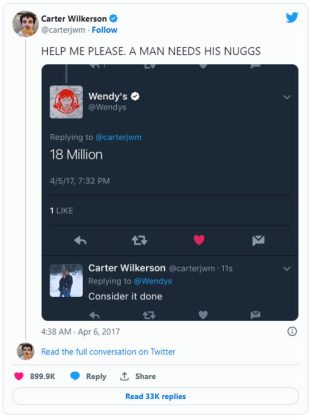 Carter Wilkerson
@carterjwm · Follow
HELP ME PLEASE. A MAN NEEDS HIS NUGGS
Wendy's
@Wendys
Replying to @carterjwm
18 Million
4/5/17, 7:32 PM
1 LIKE
Carter Wilkerson @carterjwm · 11s
Replying to @Wendys
Consider it done
4:38 AM · Apr 6, 2017
Read the full conversation on Twitter
899.9K Reply Share
Read 33K replies